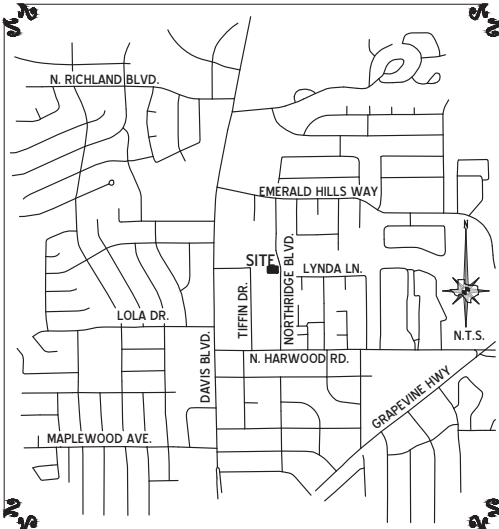 N. RICHLAND BLVD.
EMERALD HILLS WAY
N
SITE
NORTHRIDGE BLVD.
LYNDA LN.
TIFFIN DR.
LOLA DR.
N.T.S.
DAVIS BLVD.
N. HARWOOD RD.
GRAPEVINE HWY
MAPLEWOOD AVE.